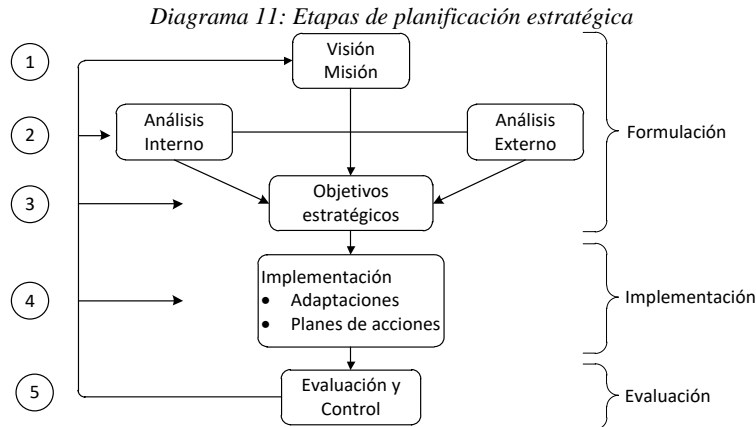 Diagrama 11: Etapas de planificación estratégica
1
Visión
Misión
2
Análisis
Interno
Análisis
Externo
Formulación
3
Objetivos
estratégicos
4
Implementación
• Adaptaciones
• Planes de acciones
Implementación
5
Evaluación y
Control
Evaluación